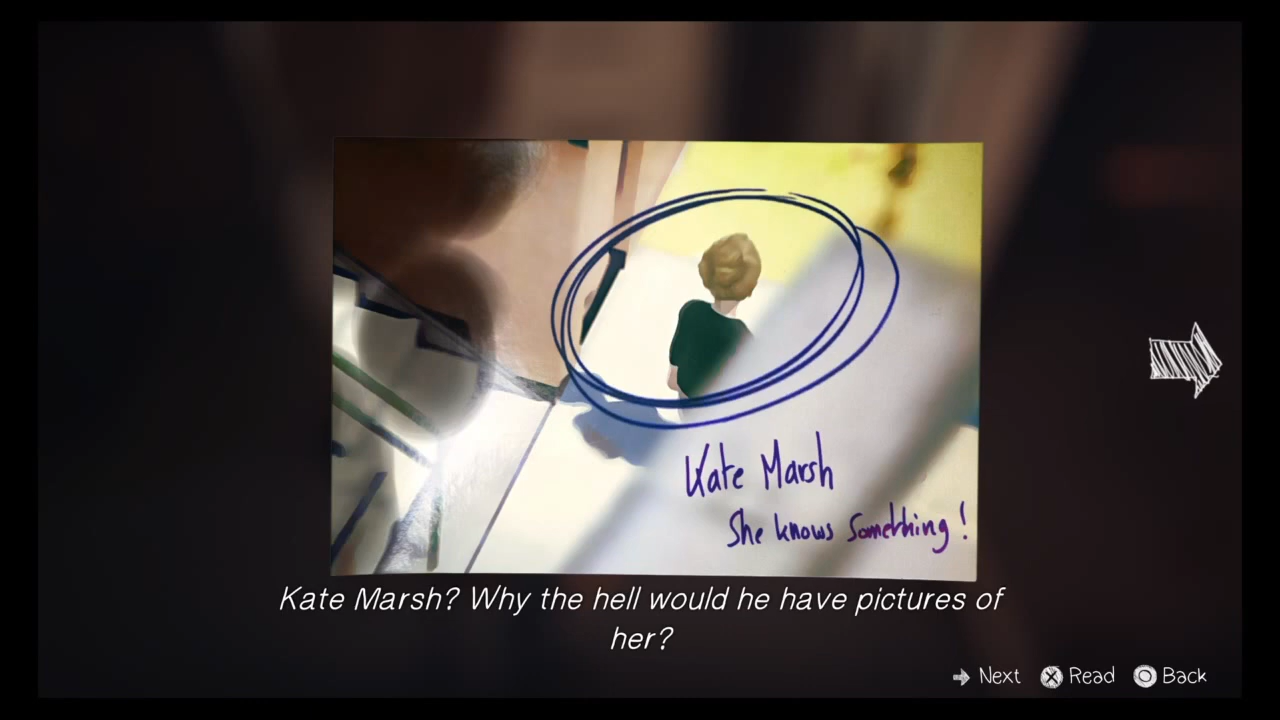 Kate Marsh
She knows something!
Kate Marsh? Why the hell would he have pictures of
her?
Next Read Back